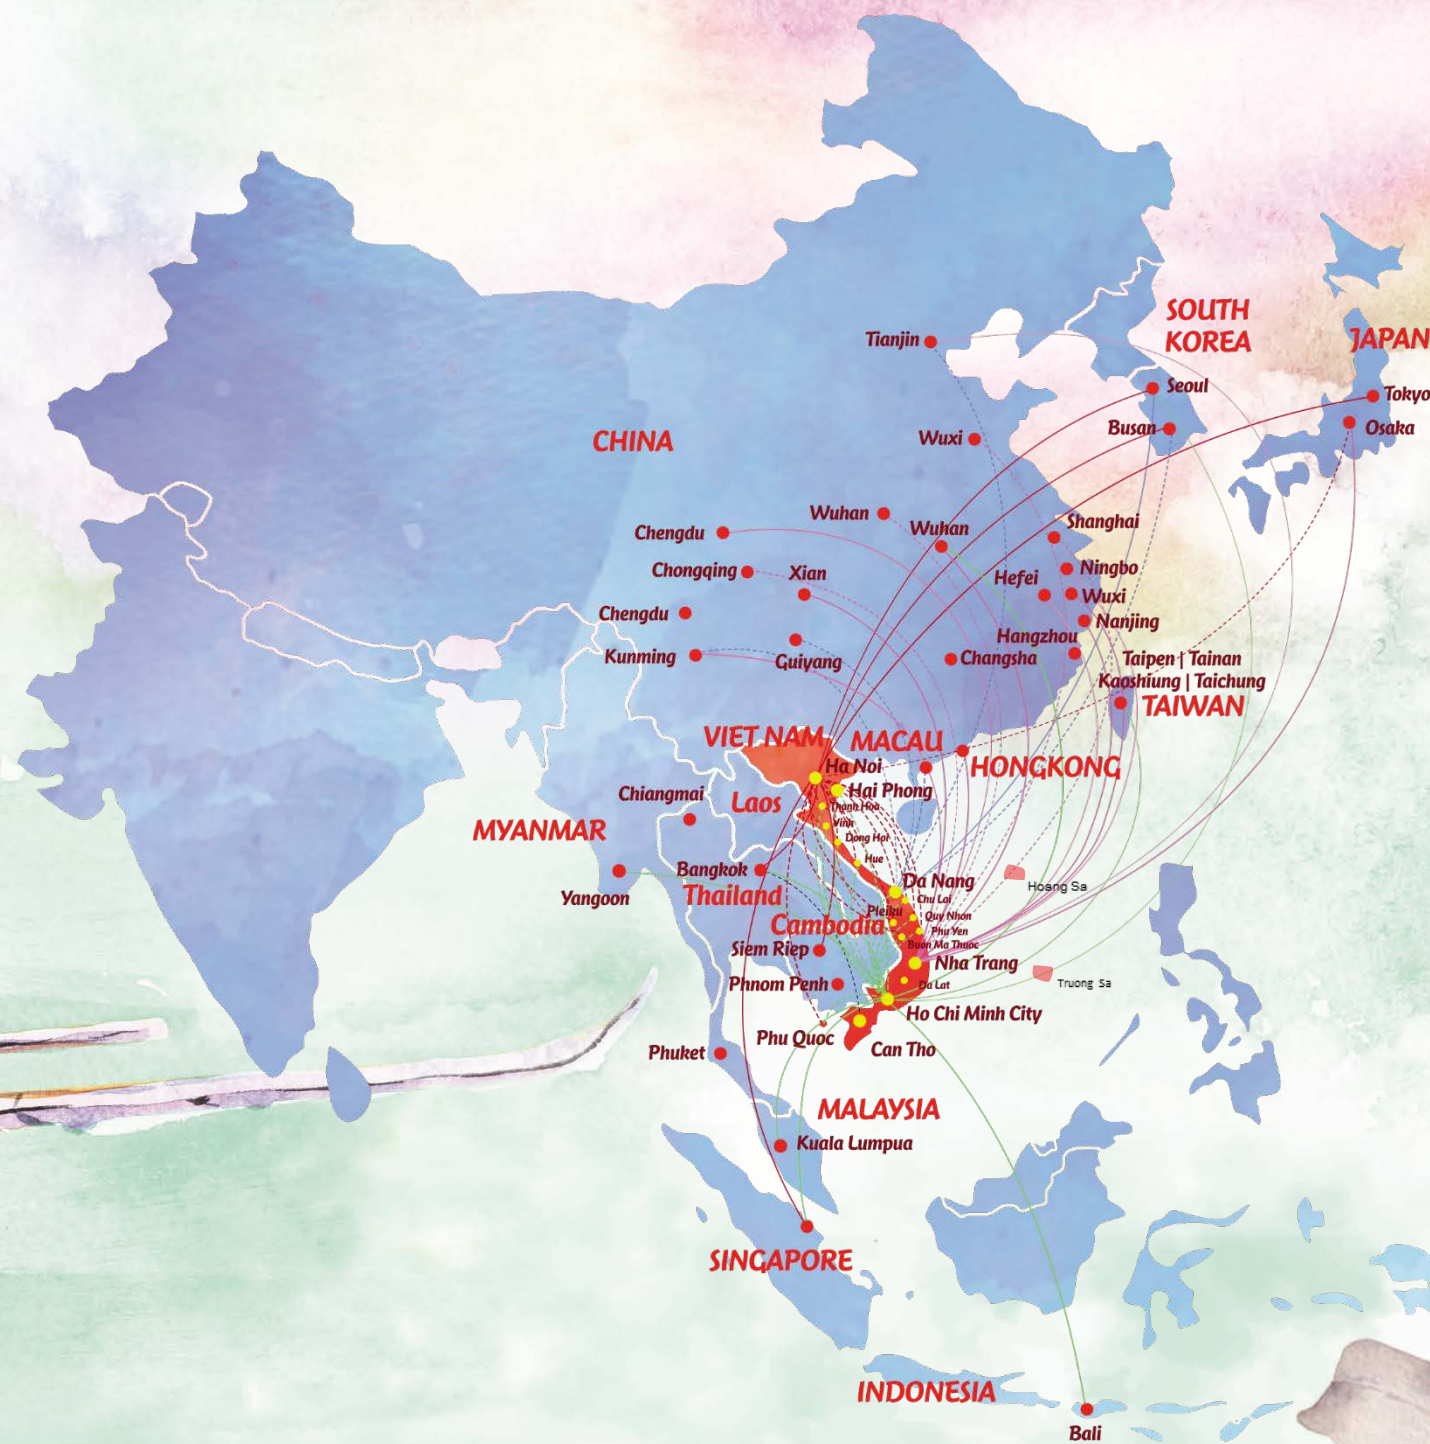 SOUTH
KOREA
JAPAN
Tianjin
Seoul
Tokyo
Busan
Osaka
CHINA
Wuxi
Wuhan
Shanghai
Wuhan
Chengdu
Chongqing
Xian
Ningbo
Hefei
Wuxi
Chengdu
Nanjing
Hangzhou
Kunming
Guiyang
Changsha
Taipen | Tainan
Kaoshiung | Taichung
TAIWAN
VIET NAM
MACAU
Ha Noi
HONGKONG
Chiangmai
Laos
Hai Phong
Thanh Hoa
Vinh
MYANMAR
Dong Hoi
Hue
Bangkok
Yangoon
Thailand
Da Nang
Hoang Sa
Chu Lai
Pleiku
Quy Nhon
Cambodia
Phu Yen
Buon Ma Thuoc
Siem Riep
Nha Trang
Phnom Penh
Da Lat
Truong Sa
Ho Chi Minh City
Phu Quoc
Can Tho
Phuket
MALAYSIA
Kuala Lumpua
SINGAPORE
INDONESIA
Bali